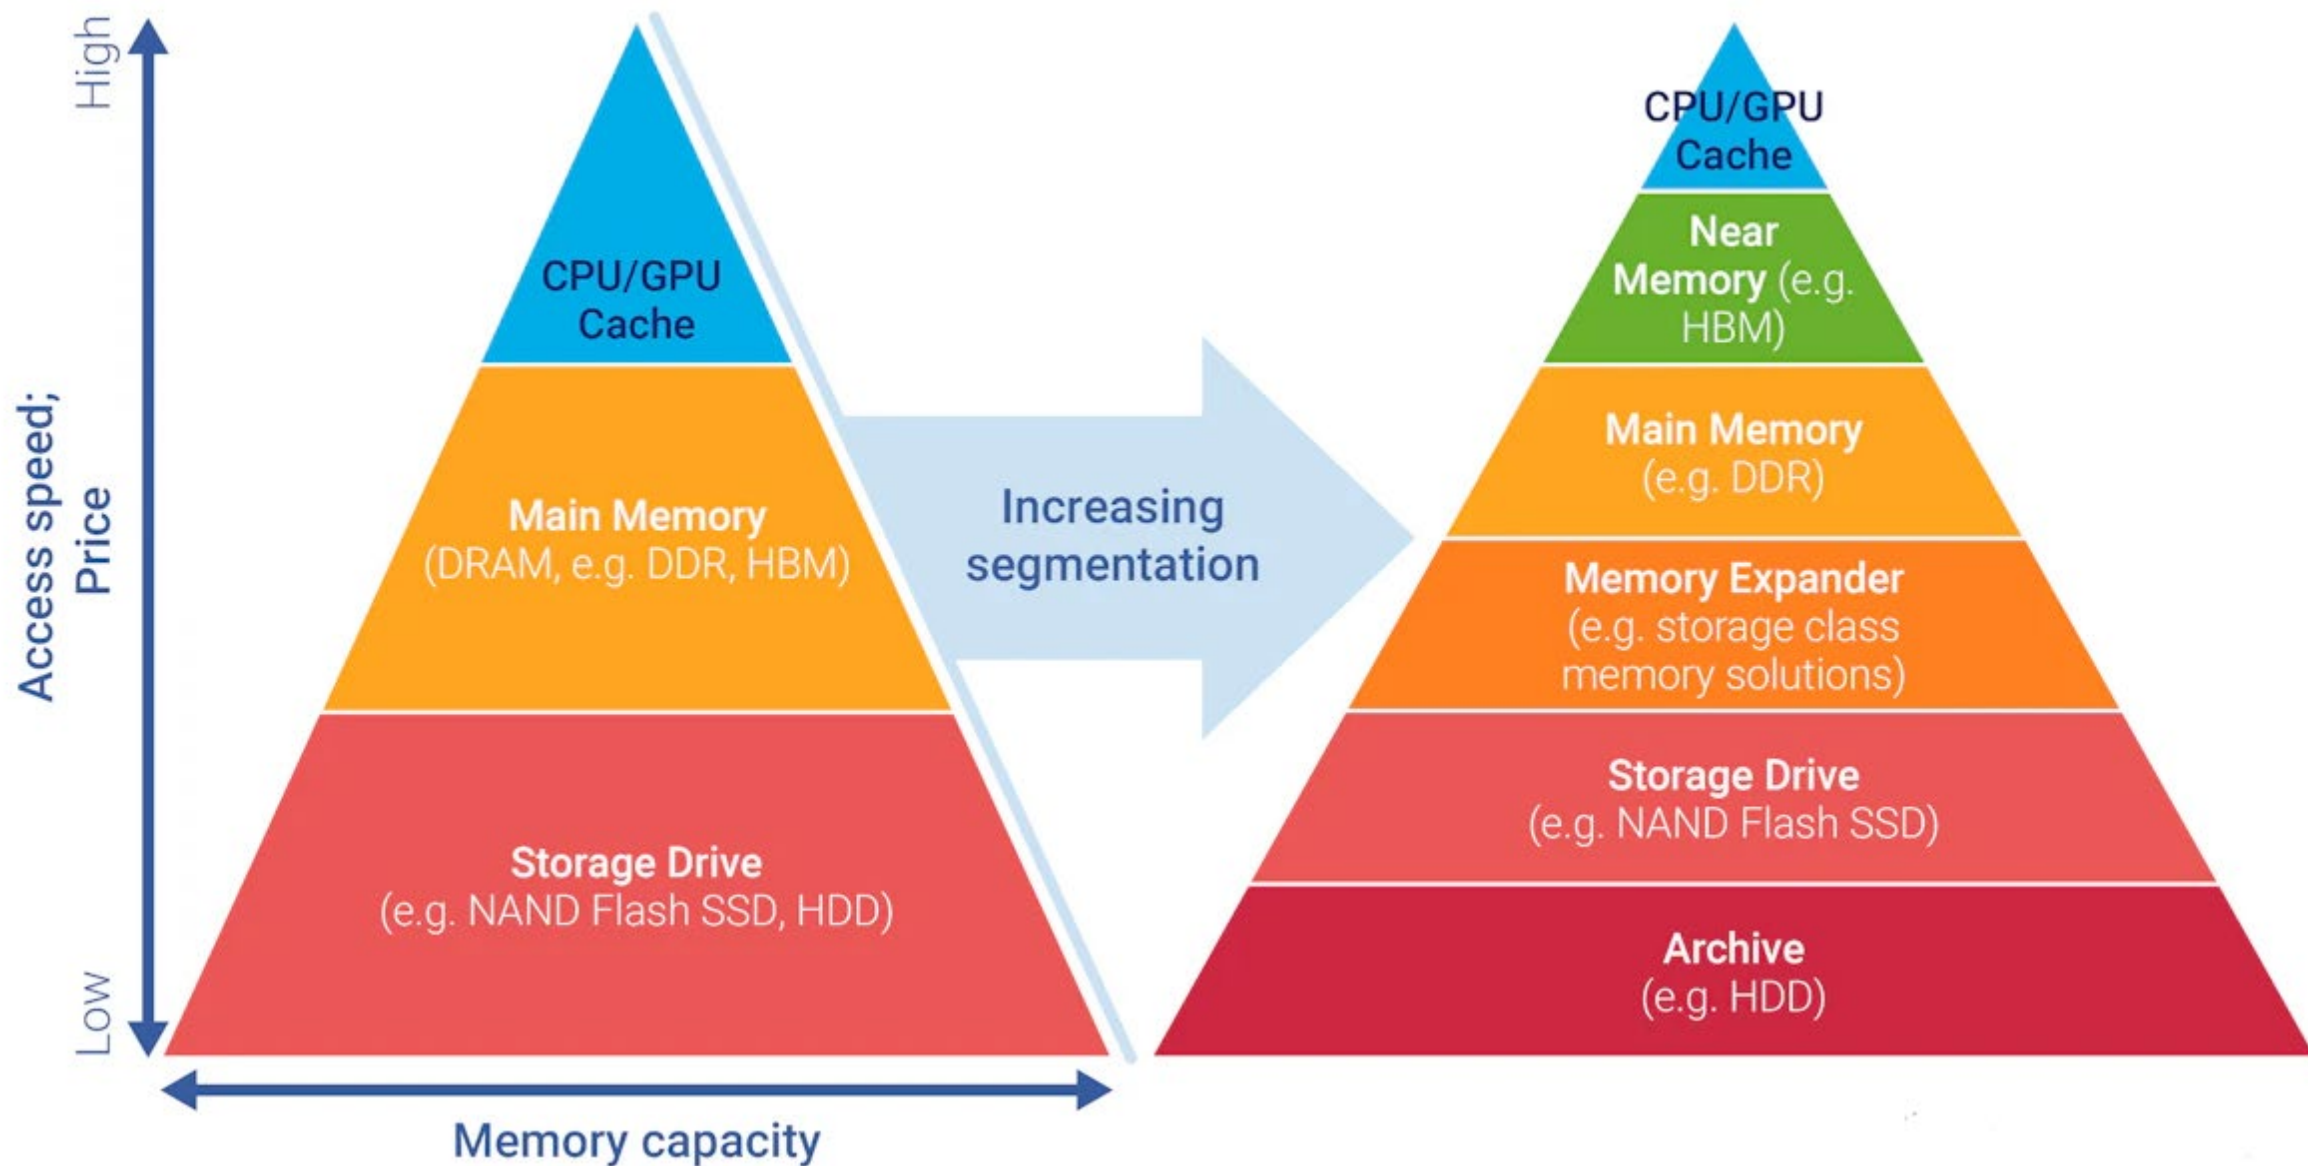 High
Access speed;
Price
Low
Memory capacity
CPU/GPU
Cache
Main Memory
(DRAM, e.g. DDR, HBM)
Storage Drive
(e.g. NAND Flash SSD, HDD)
Increasing
segmentation
CPU/GPU
Cache
Near
Memory (e.g.
HBM)
Main Memory
(e.g. DDR)
Memory Expander
(e.g. storage class
memory solutions)
Storage Drive
(e.g. NAND Flash SSD)
Archive
(e.g. HDD)